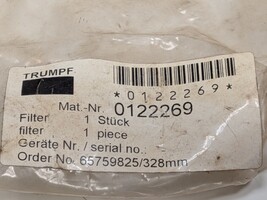 TRUMPF
*0122269*
Mat.-Nr. 0122269
Filter 1 Stück
filter 1 piece
Geräte Nr. / serial no..
Order No. 65759825/328mm